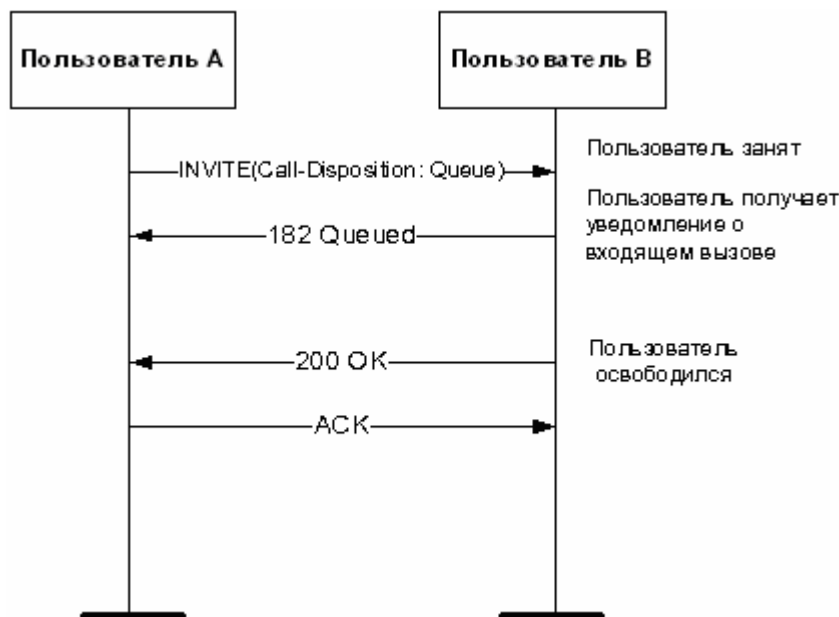 Пользователь А
Пользователь В
INVITE(Call-Disposition: Queue)
Пользователь занят
182 Queued
Пользователь получает
уведомление о
входящем вызове
200 OK
Пользователь
освободился
ACK